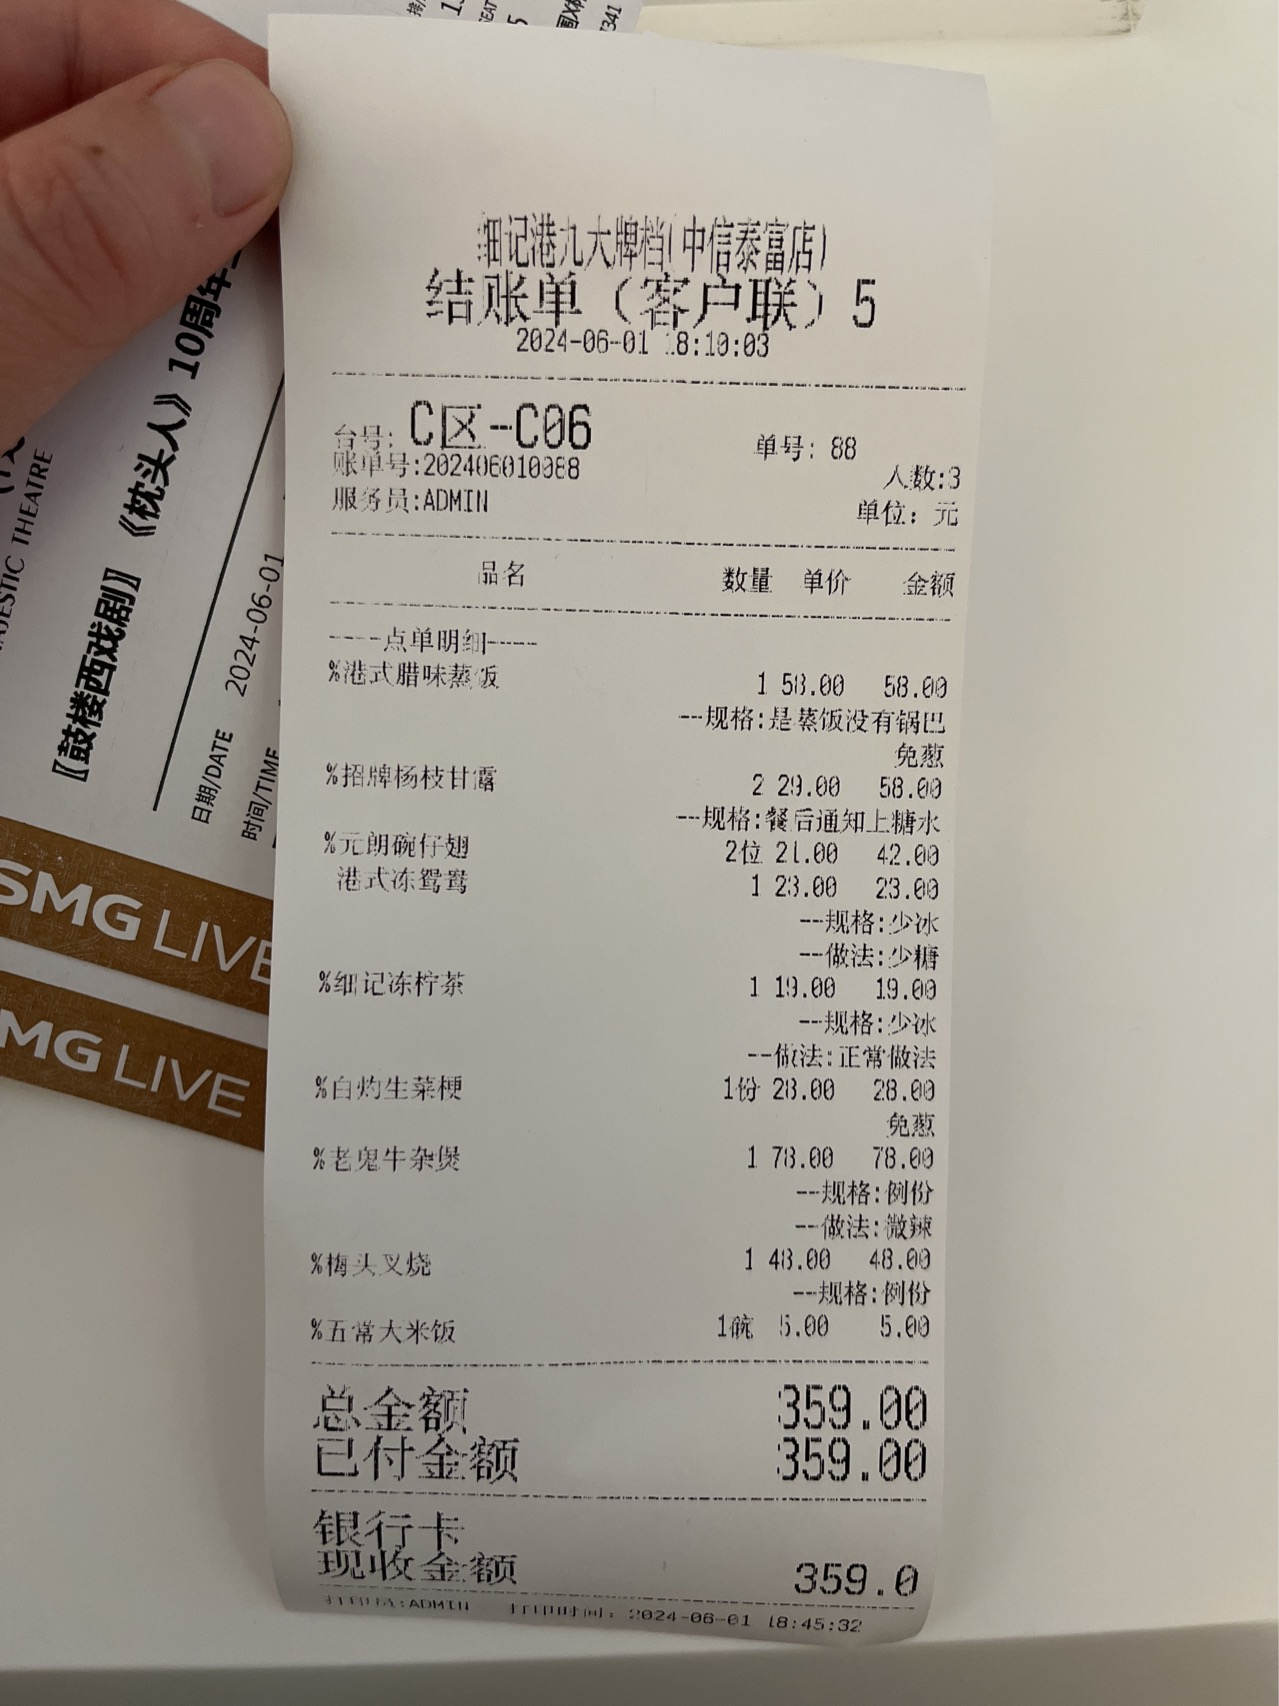 细记港九大牌档(中信泰富店)
结账单（客户联）5
2024-06-01 18:10:03
台号: C区-C06 单号: 88
账单号:202406010088
人数:3
服务员:ADMIN
单位: 元
品名 数量 单价 金额
----点单明细----
%港式腊味蒸饭 1 58.00 58.00
--规格:是蒸饭没有锅巴
免葱
%招牌杨枝甘露 2 29.00 58.00
--规格:餐后通知上糖水
%元朗碗仔翅 2位 21.00 42.00
港式冻鸳鸯 1 23.00 23.00
--规格:少冰
--做法:少糖
%细记冻柠茶 1 19.00 19.00
--规格:少冰
--做法:正常做法
%白灼生菜梗 1份 28.00 28.00
免葱
%老鬼牛杂煲 1 78.00 78.00
--规格:例份
--做法:微辣
%梅头叉烧 1 48.00 48.00
--规格:例份
%五常大米饭 1碗 5.00 5.00
总金额 359.00
已付金额 359.00
银行卡
现收金额 359.0
:ADMIN 打印时间: 2024-06-01 18:45:32
【鼓楼西戏剧】《枕头人》10周年
日期/DATE 2024-06-01
时间/TIME
THEATRE
SMG LIVE
MG LIVE